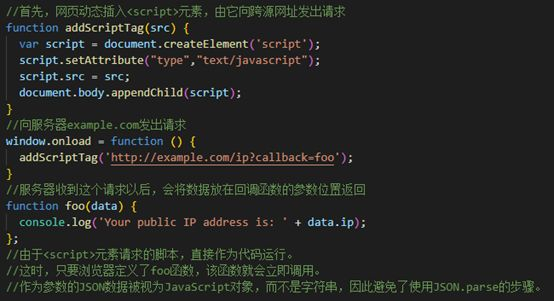 //首先，网页动态插入<script>元素，由它向跨源网址发出请求
function addScriptTag(src) {
  var script = document.createElement('script');
  script.setAttribute("type","text/javascript");
  script.src = src;
  document.body.appendChild(script);
}
//向服务器example.com发出请求
window.onload = function () {
  addScriptTag('http://example.com/ip?callback=foo');
}
//服务器收到这个请求以后，会将数据放在回调函数的参数位置返回
function foo(data) {
  console.log('Your public IP address is: ' + data.ip);
};
//由于<script>元素请求的脚本，直接作为代码运行。
//这时，只要浏览器定义了foo函数，该函数就会立即调用。
//作为参数的JSON数据被视为JavaScript对象，而不是字符串，因此避免了使用JSON.parse的步骤。